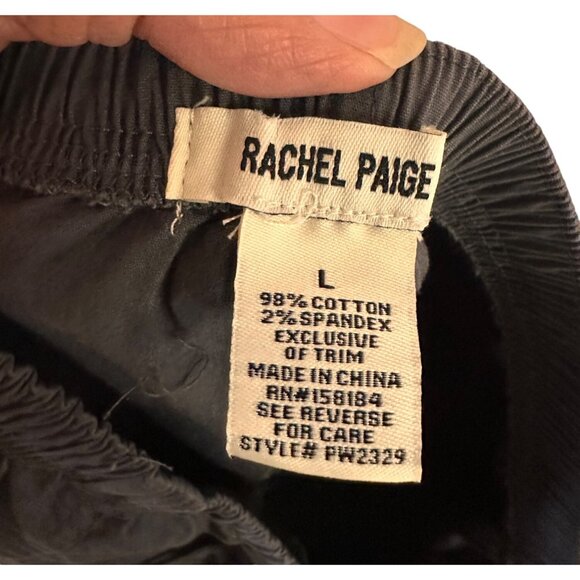 RACHEL PAIGE
L
98% COTTON
2% SPANDEX
EXCLUSIVE
OF TRIM
MADE IN CHINA
RN#158184
SEE REVERSE
FOR CARE
STYLE# PW2329